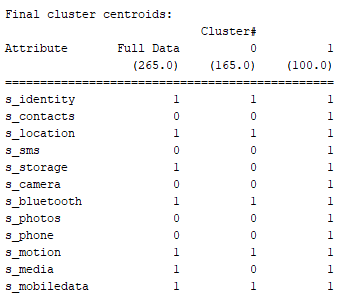 Final cluster centroids:
Cluster#
Attribute Full Data 0 1
(265.0) (165.0) (100.0)
==================================================
s_identity 1 1 1
s_contacts 0 0 1
s_location 1 1 1
s_sms 0 0 1
s_storage 1 0 1
s_camera 0 0 1
s_bluetooth 1 1 1
s_photos 0 0 1
s_phone 0 0 1
s_motion 1 1 1
s_media 1 0 1
s_mobiledata 1 1 1